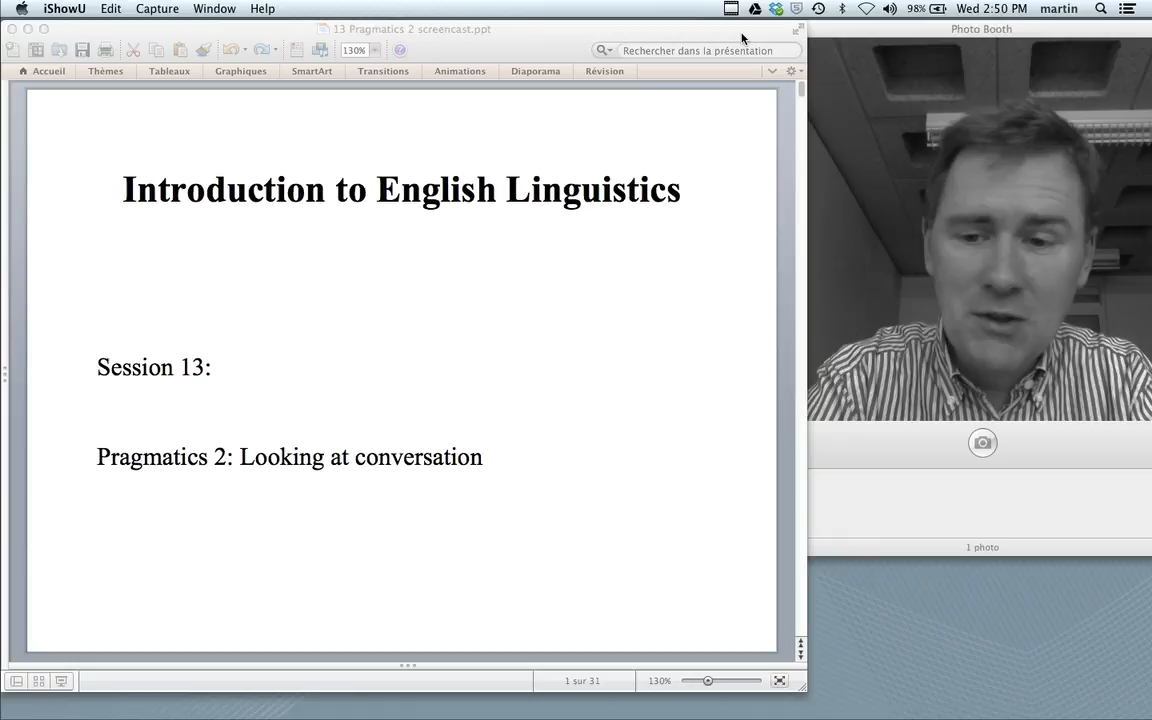 iShowU Edit Capture Window Help 98% Wed 2:50 PM martin
13 Pragmatics 2 screencast.ppt
Photo Booth
130% Rechercher dans la présentation
Accueil Thèmes Tableaux Graphiques SmartArt Transitions Animations Diaporama Révision
Introduction to English Linguistics
Session 13:
Pragmatics 2: Looking at conversation
1 photo
1 sur 31 130%